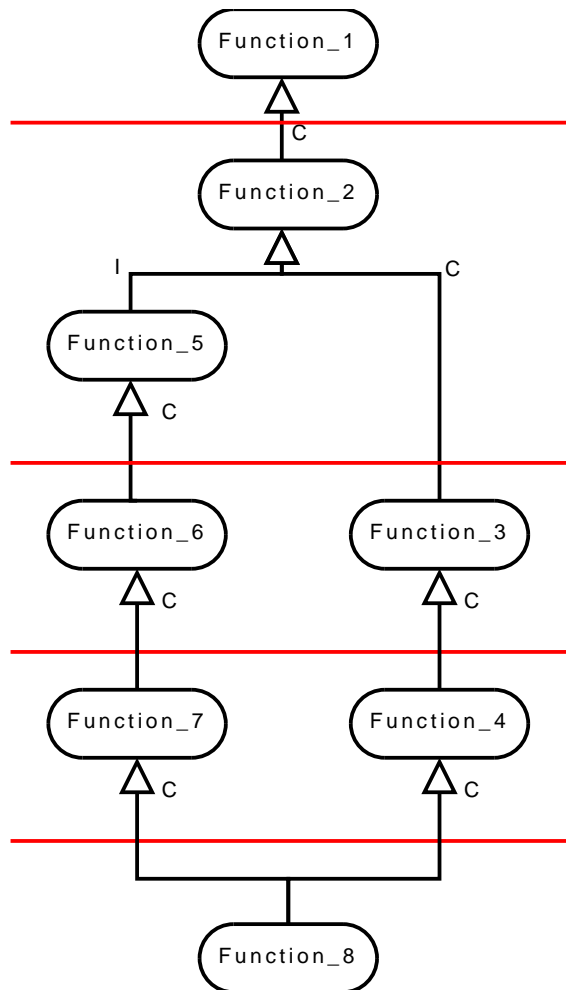 Function_1
C
Function_2
I
C
Function_5
C
Function_6
Function_3
C
C
Function_7
Function_4
C
C
Function_8